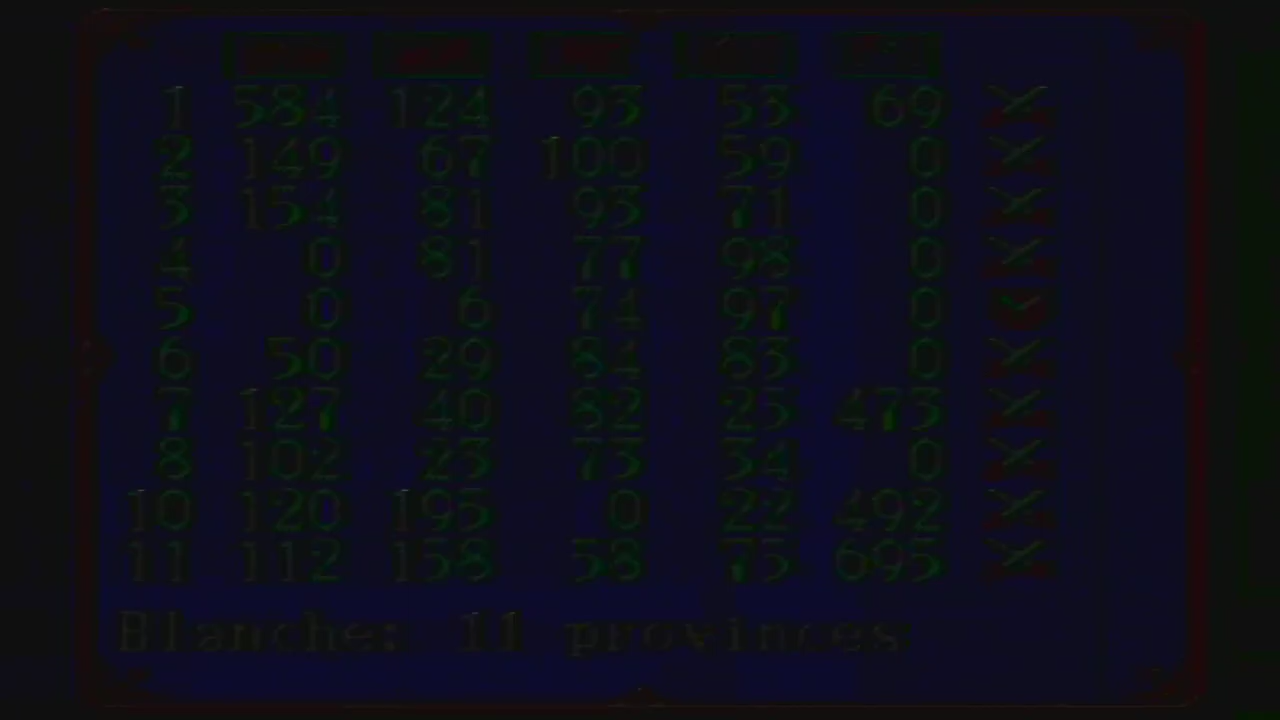 1 584 124 93 53 69
2 149 67 100 59 0
3 154 81 93 71 0
4 0 81 77 98 0
5 0 6 74 97 0
6 50 29 84 83 0
7 127 40 82 25 473
8 102 23 73 34 0
10 120 195 0 22 492
11 112 158 58 75 695
Blanche: 11 provinces